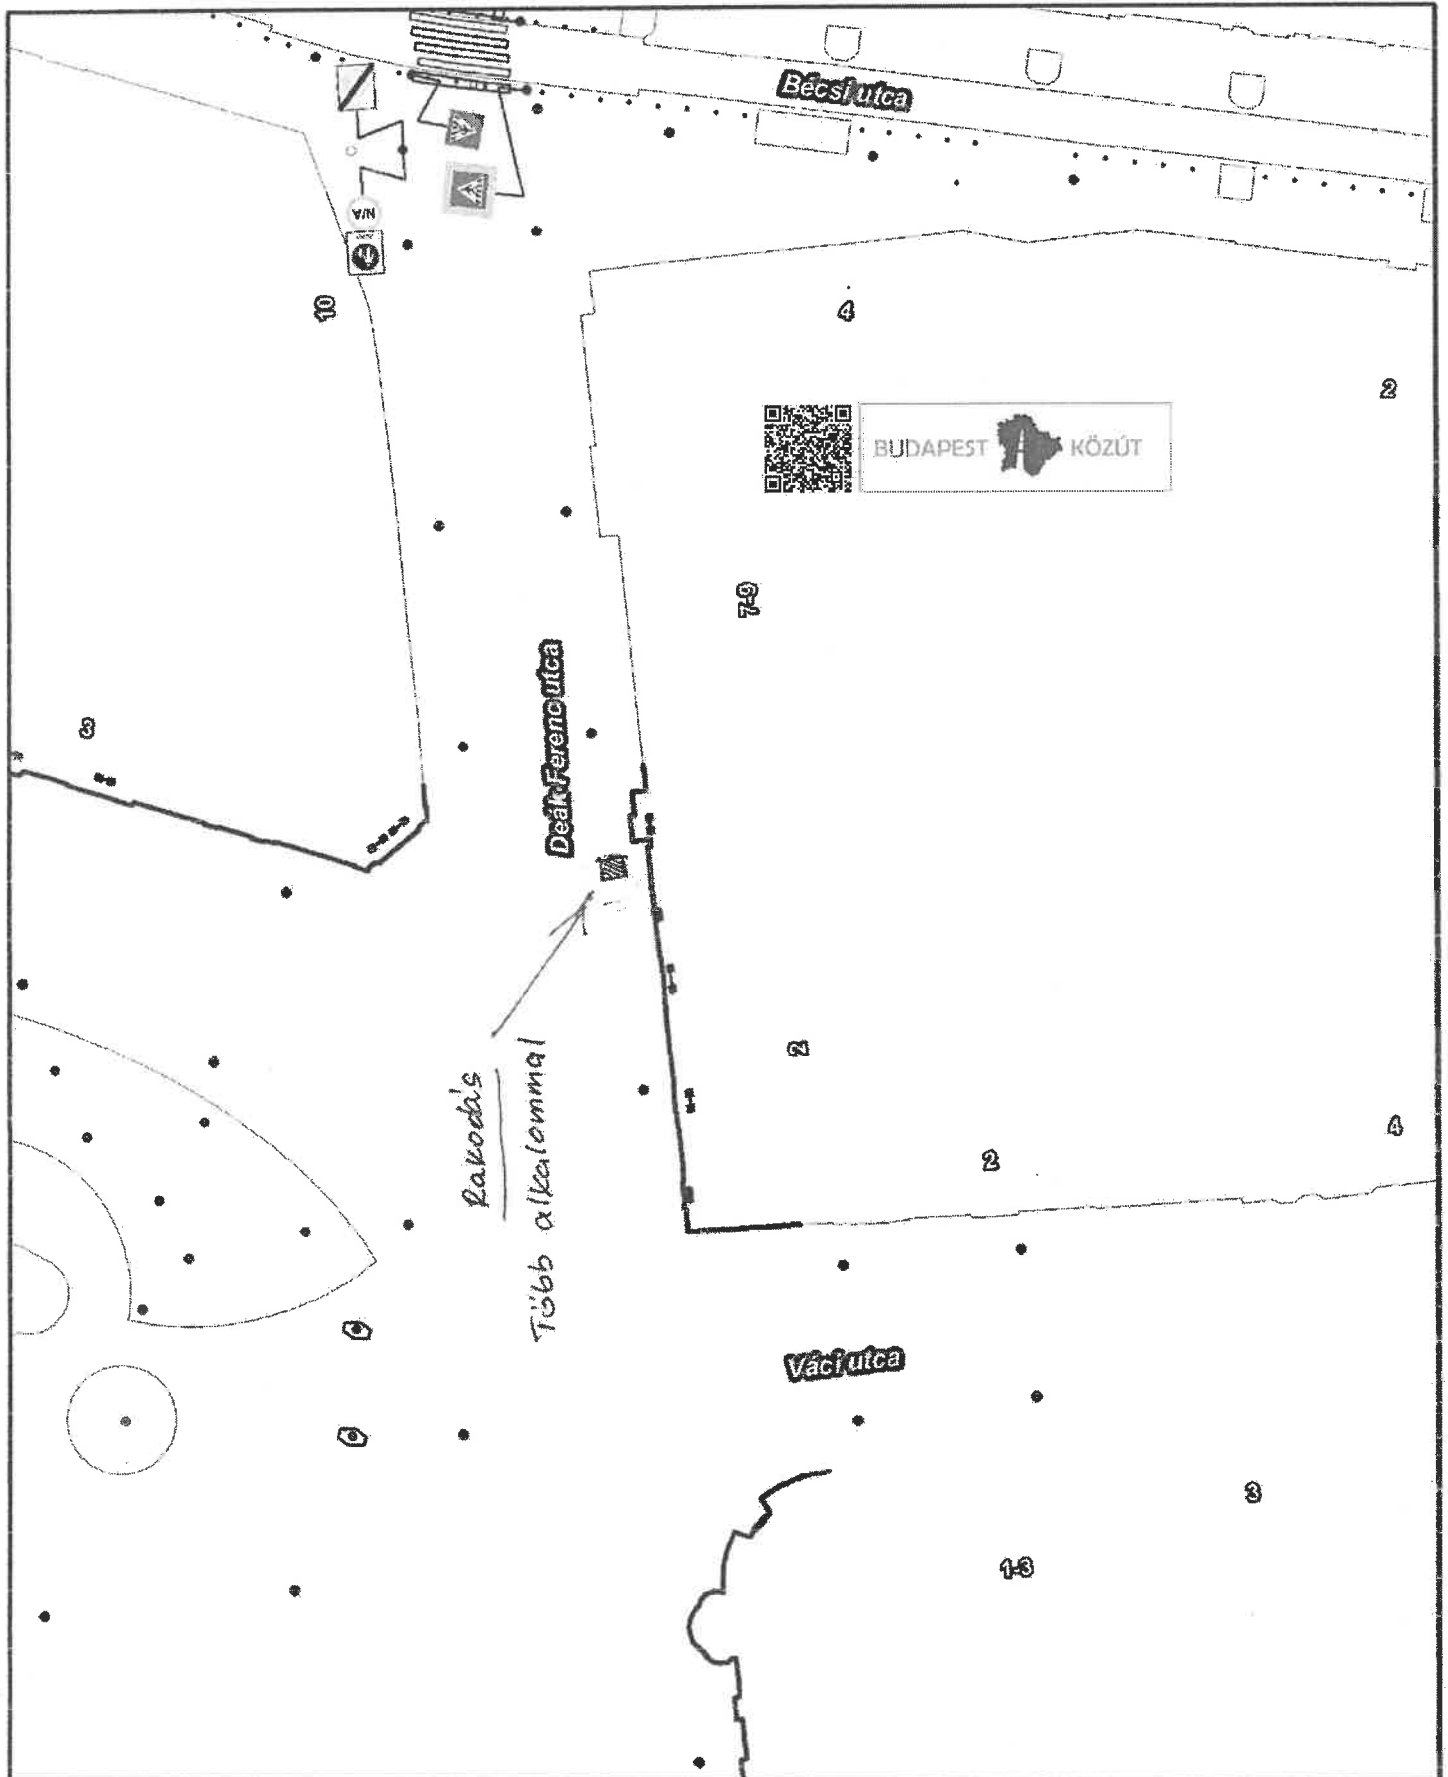 Bécsi utca
N/A
10
4
2
BUDAPEST KÖZÚT
7-9
Deák Ferenc utca
3
2
Rakodás
Több alkalommal
4
2
Váci utca
3
1-3